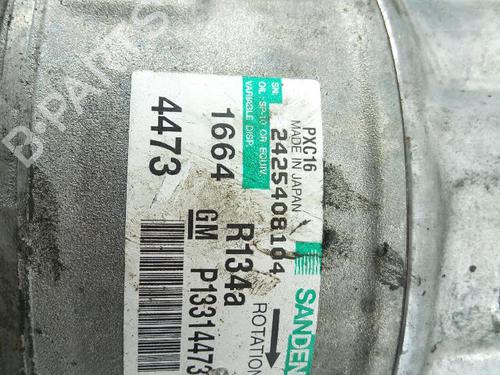 SANDEN
PXC16
MADE IN JAPAN
S/N:
2425408104
OIL : SP-10 OR EQUIV.
VARIABLE DISP.
ROTATION
R134a
1664
GM P13314473
4473
B-PARTS